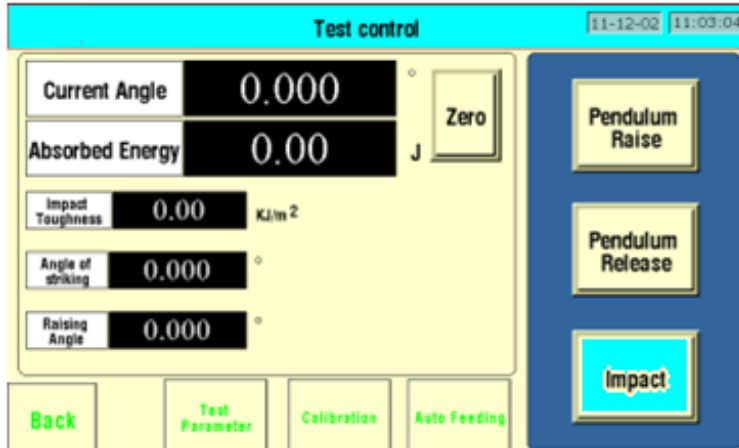 Test control
11-12-02 11:03:04
Current Angle 0.000 °
Zero
Absorbed Energy 0.00 J
Impact
Toughness 0.00 KJ/m²
Angle of
striking 0.000 °
Raising
Angle 0.000 °
Pendulum
Raise
Pendulum
Release
Impact
Back
Test
Parameter
Calibration
Auto Feeding